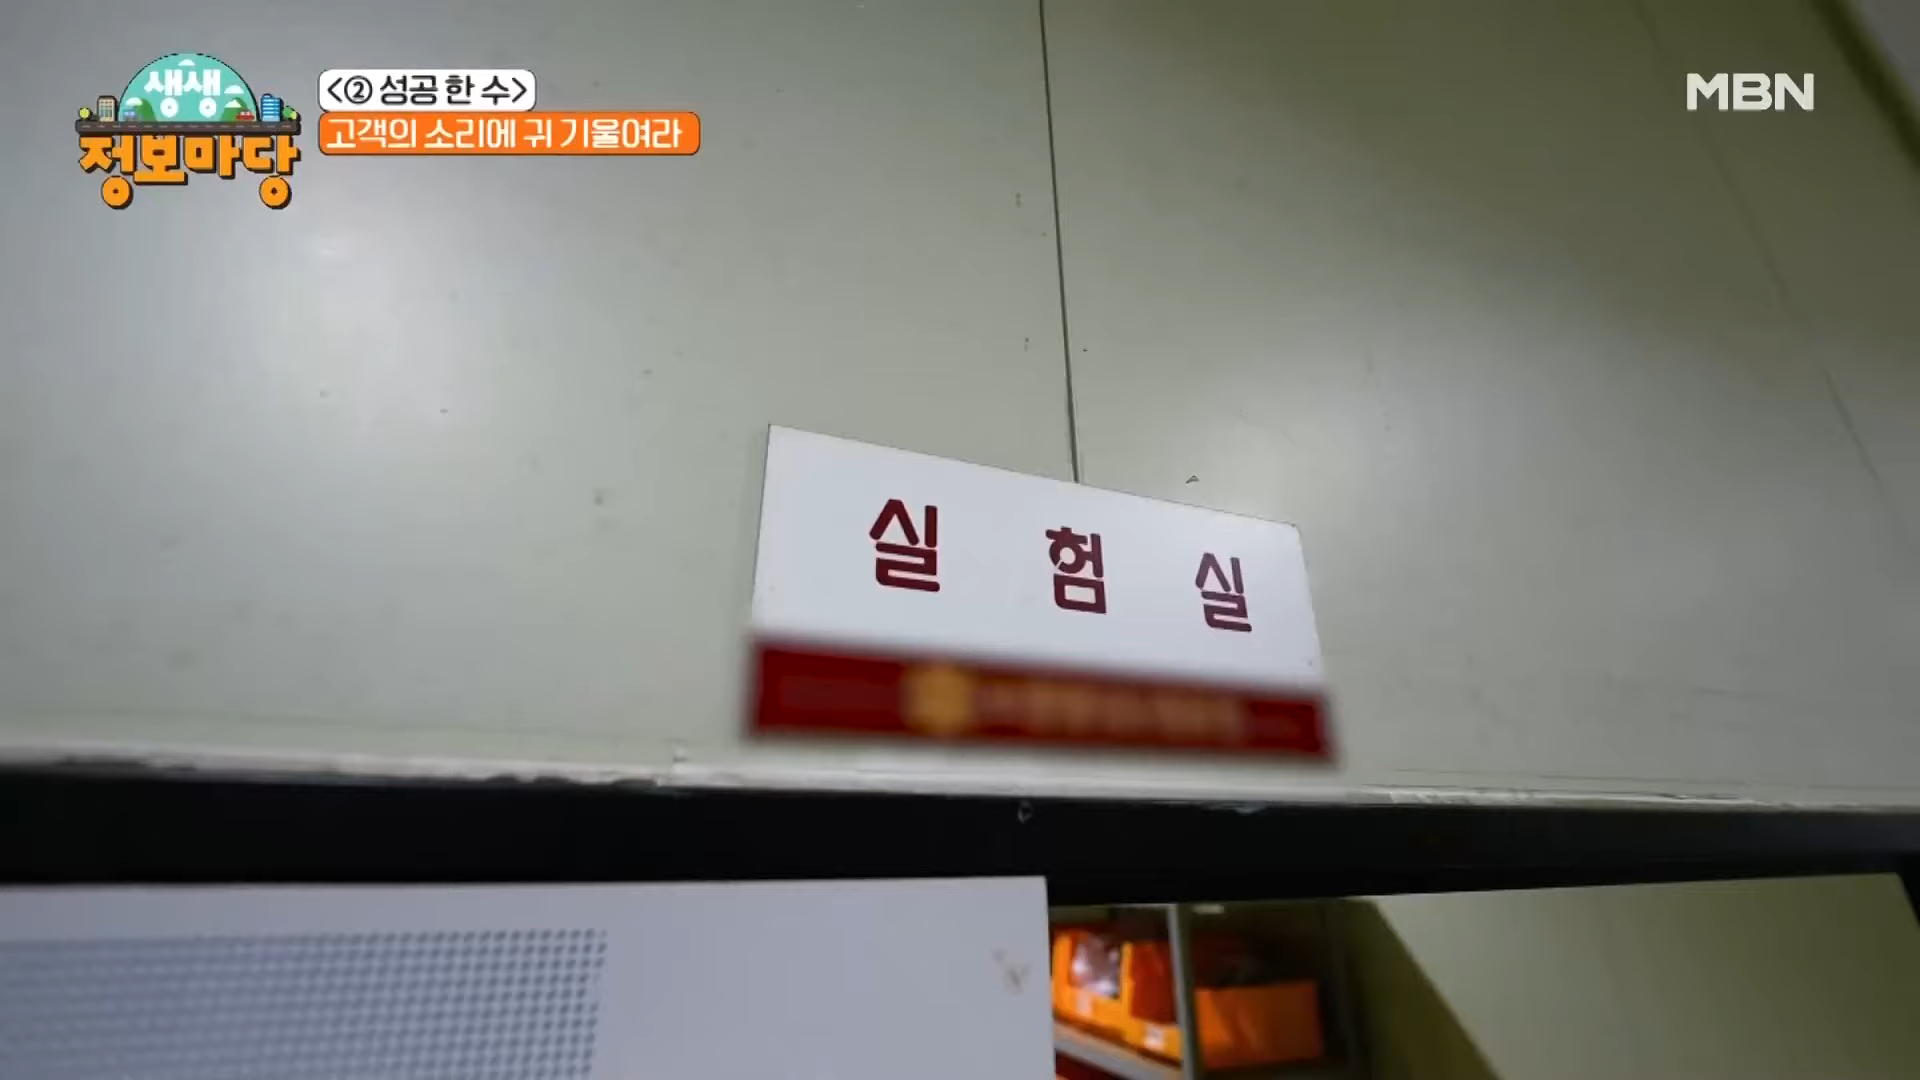 생생
정보마당
<② 성공 한 수>
고객의 소리에 귀 기울여라
MBN
실 험 실